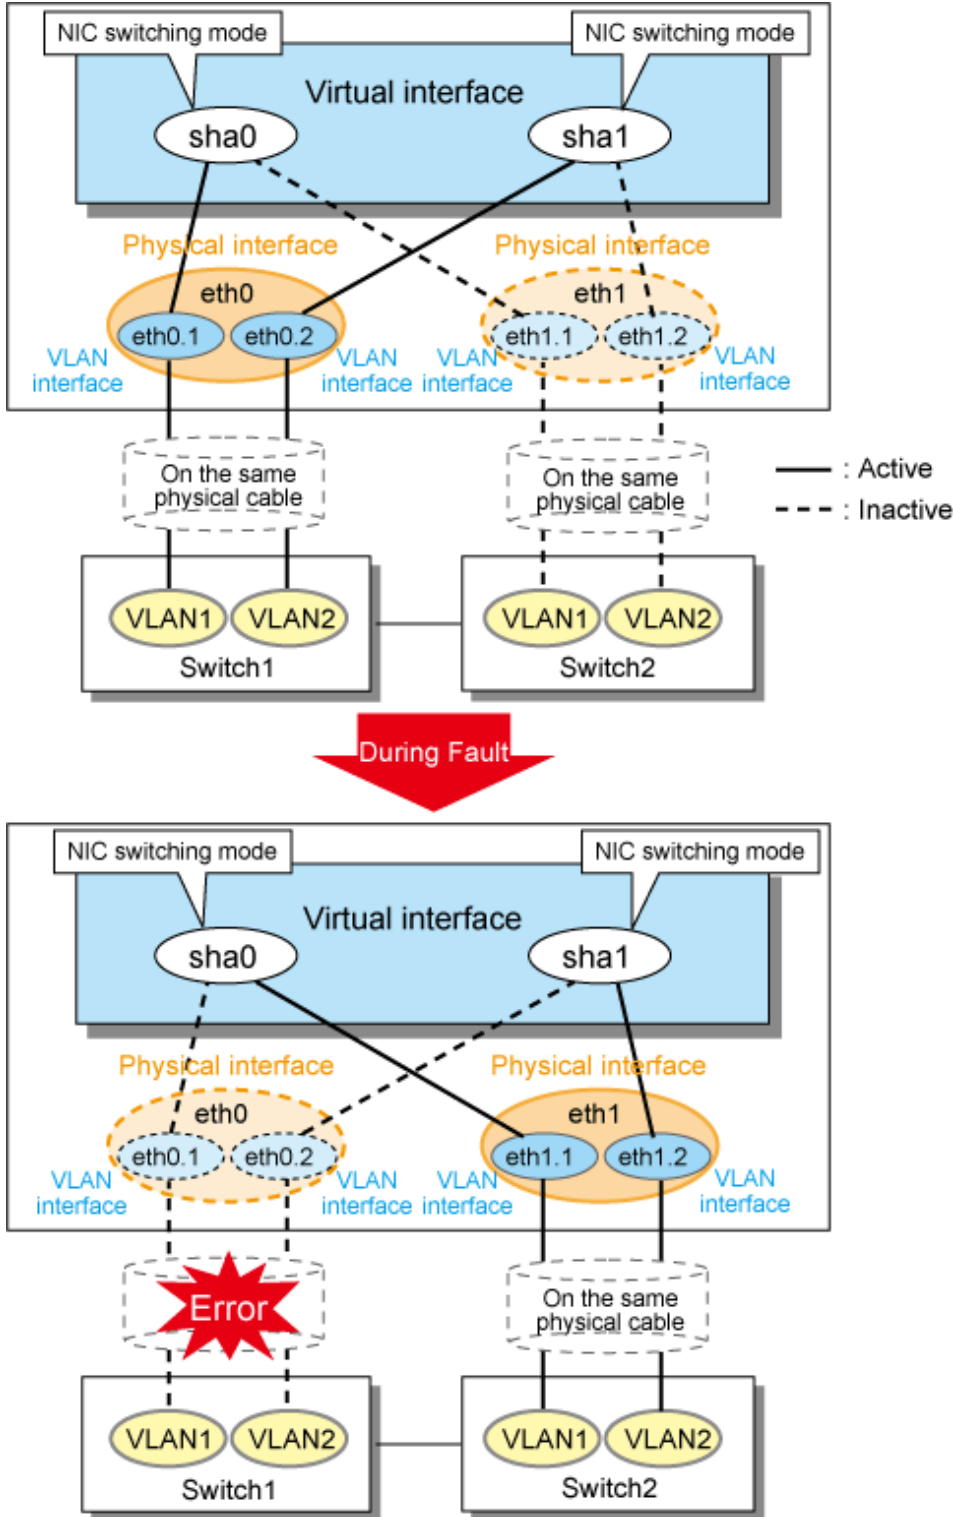 NIC switching mode
NIC switching mode
Virtual interface
sha0
sha1
Physical interface
Physical interface
eth0
eth1
eth0.1
eth0.2
eth1.1
eth1.2
VLAN
interface
VLAN
interface
VLAN
interface
VLAN
interface
On the same
physical cable
On the same
physical cable
: Active
: Inactive
VLAN1
VLAN2
VLAN1
VLAN2
Switch1
Switch2
During Fault
NIC switching mode
NIC switching mode
Virtual interface
sha0
sha1
Physical interface
Physical interface
eth0
eth1
eth0.1
eth0.2
eth1.1
eth1.2
VLAN
interface
VLAN
interface
VLAN
interface
VLAN
interface
Error
On the same
physical cable
VLAN1
VLAN2
VLAN1
VLAN2
Switch1
Switch2